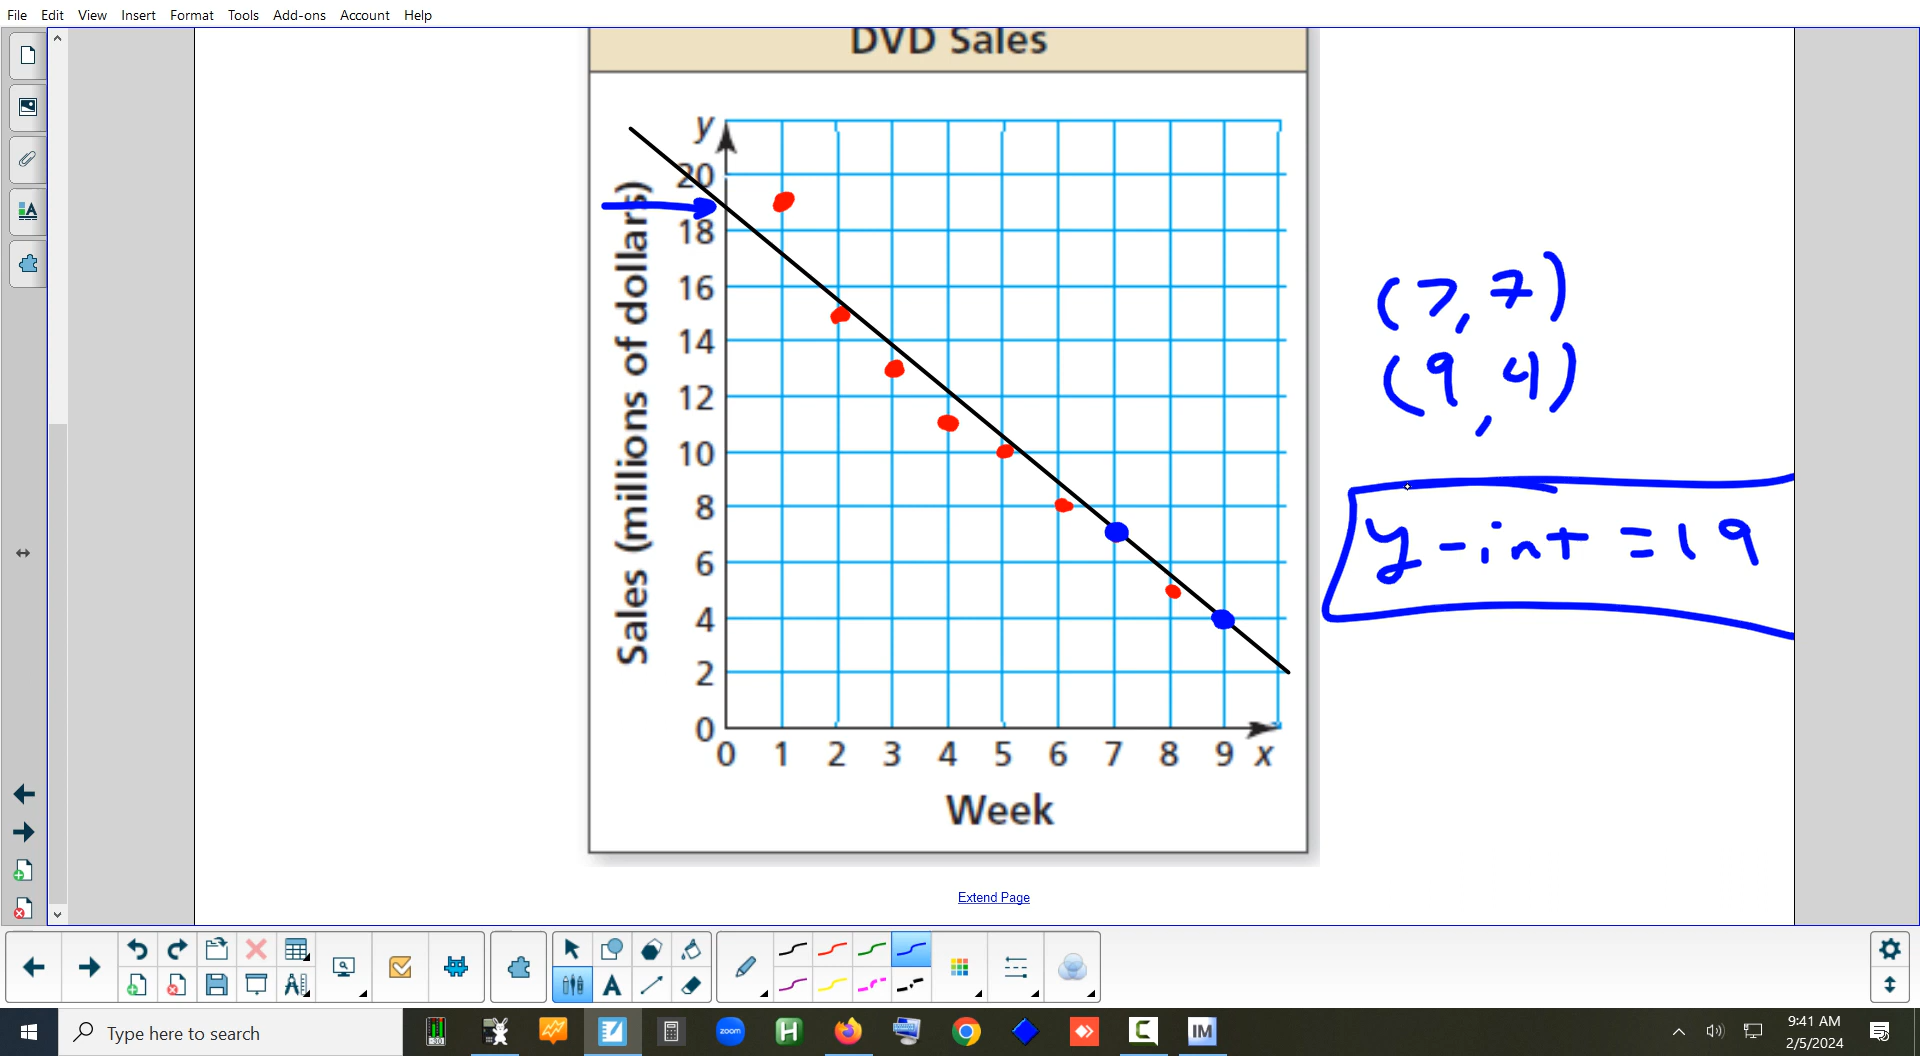 File Edit View Insert Format Tools Add-ons Account Help
DVD Sales
y
20
18
16
14
12
10
8
6
4
2
0
Sales (millions of dollars)
0 1 2 3 4 5 6 7 8 9 x
Week
(7, 7)
(9, 4)
y-int = 19
Extend Page
A
A
Type here to search
zoom
H
C
IM
9:41 AM
2/5/2024